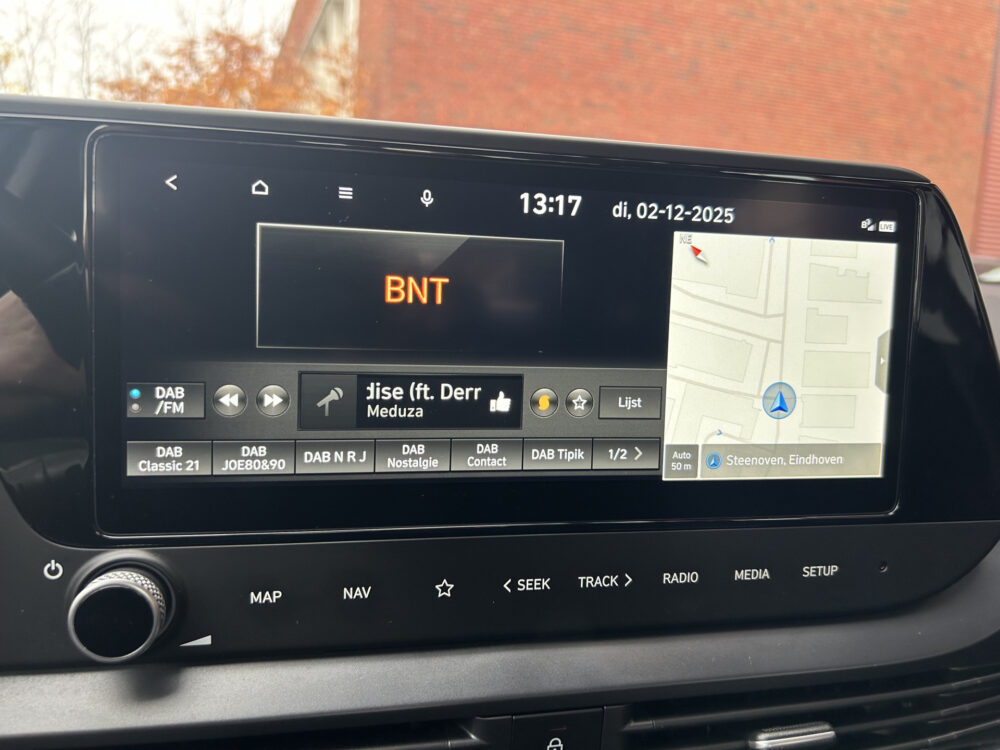 13:17
di, 02-12-2025
LIVE
BNT
NE
DAB
/FM
dise (ft. Derr
Meduza
Lijst
DAB
Classic 21
DAB
JOE80&90
DAB N R J
DAB
Nostalgie
DAB
Contact
DAB Tipik
1/2
Auto
50 m
Steenoven, Eindhoven
MAP
NAV
SEEK
TRACK
RADIO
MEDIA
SETUP